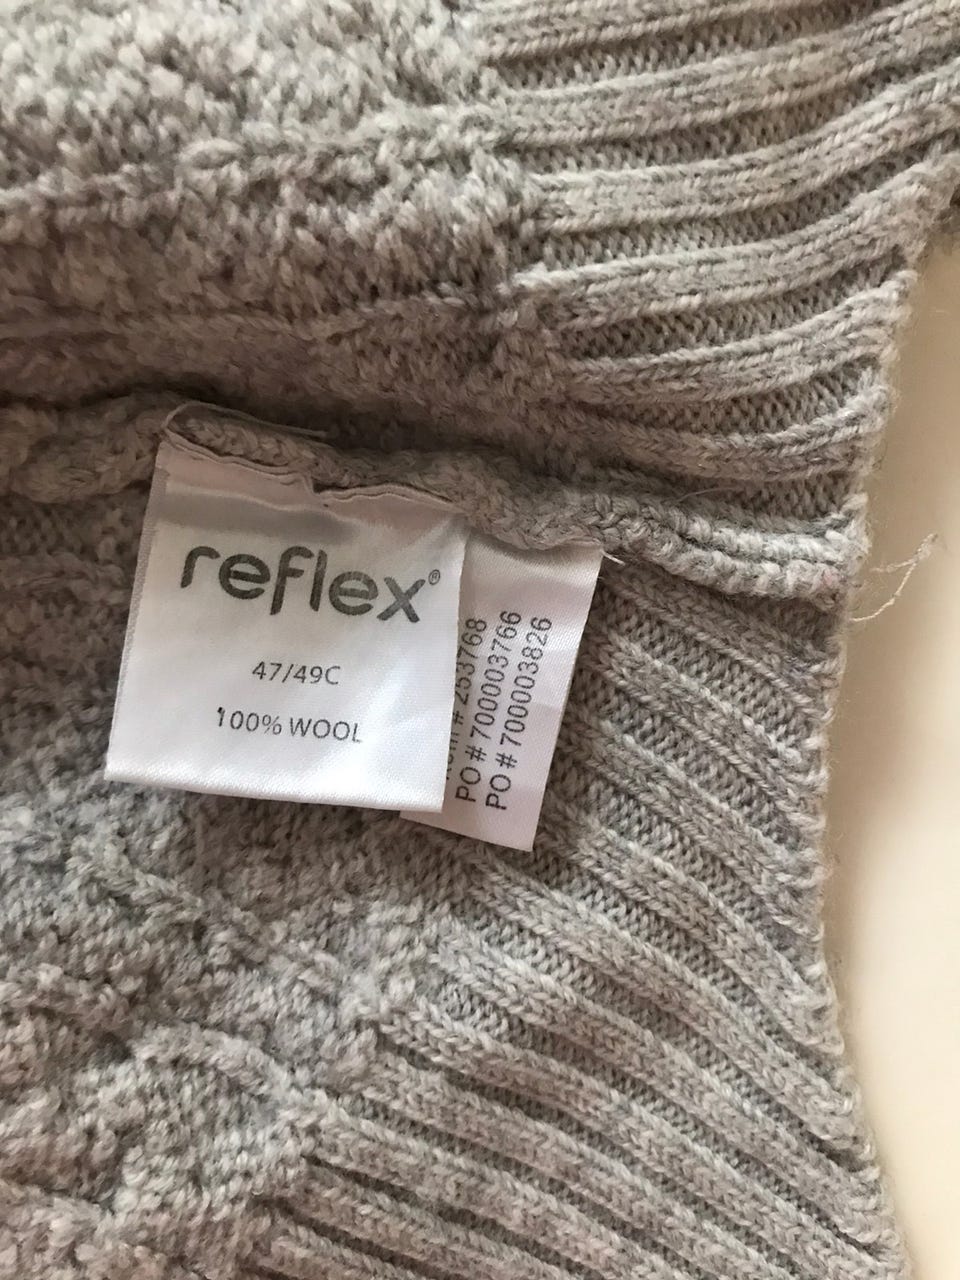 reflex®
47/49C
100% WOOL
# 253768
PO # 700003766
PO # 700003826